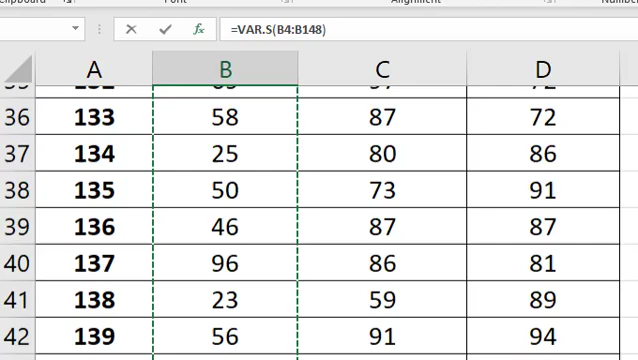 Clipboard Font Alignment
=VAR.S(B4:B148)
A B C D
36 133 58 87 72
37 134 25 80 86
38 135 50 73 91
39 136 46 87 87
40 137 96 86 81
41 138 23 59 89
42 139 56 91 94